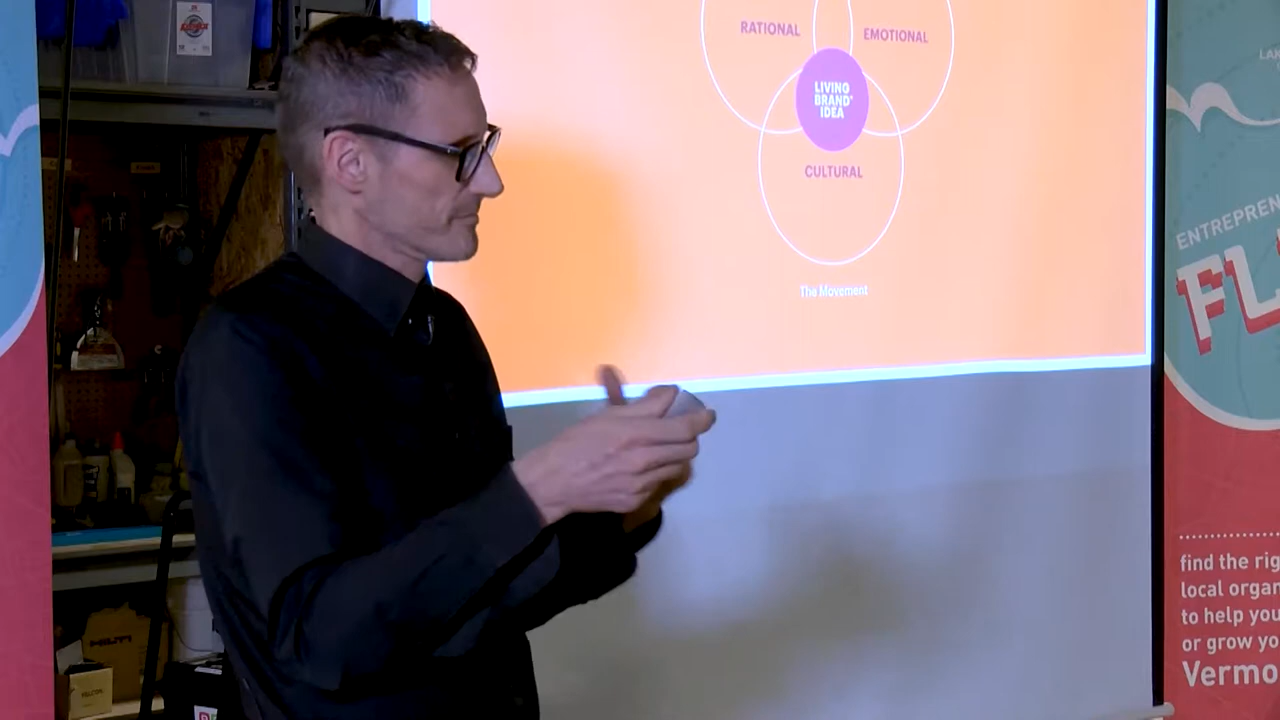 RATIONAL
EMOTIONAL
LIVING
BRAND®
IDEA
CULTURAL
The Movement
LAK
ENTREPREN
FL
find the rig
local organ
to help you
or grow yo
Vermo